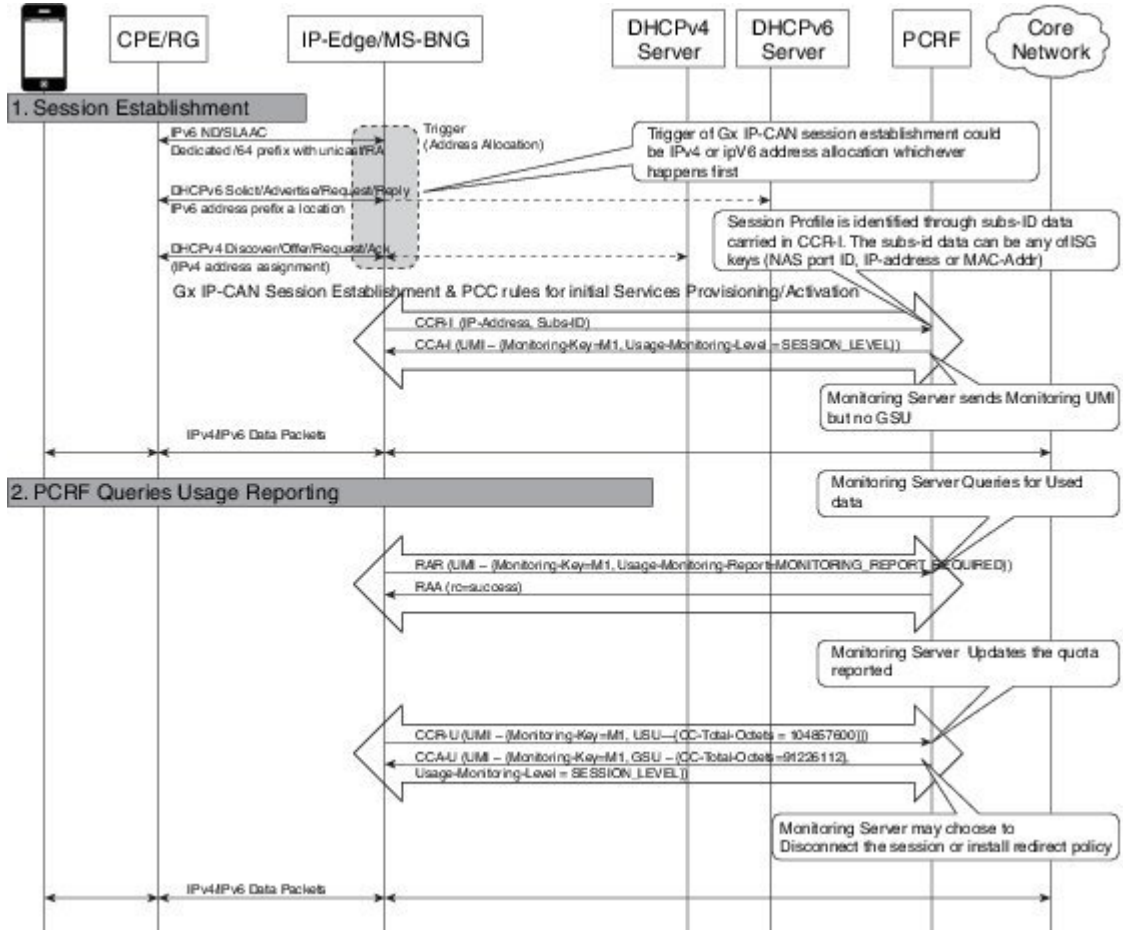 CPE/RG
IP-Edge/MS-BNG
DHCPv4
Server
DHCPv6
Server
PCRF
Core
Network
1. Session Establishment
IPv6 ND/SLAAC
Dedicated /64 prefix with unicast/RA
Trigger
(Address Allocation)
Trigger of Gx IP-CAN session establishment could
be IPv4 or ipV6 address allocation whichever
happens first
DHCPv6 Solict/Advertise/Request/Reply
IPv6 address prefix a location
Session Profile is identified through subs-ID data
carried in CCR-I. The subs-id data can be any of ISG
keys (NAS port ID, IP-address or MAC-Addr)
DHCPv4 Discover/Offer/Request/Ack
(IPv4 address assignment)
Gx IP-CAN Session Establishment & PCC rules for initial Services Provisioning/Activation
CCR-I (IP-Address, Subs-ID)
CCA-I (UMI – {Monitoring-Key=M1, Usage-Monitoring-Level = SESSION_LEVEL})
Monitoring Server sends Monitoring UMI
but no GSU
IPv4/IPv6 Data Packets
2. PCRF Queries Usage Reporting
Monitoring Server Queries for Used
data
RAR (UMI – {Monitoring-Key=M1, Usage-Monitoring-Report=MONITORING_REPORT_REQUIRED})
RAA (rc=success)
Monitoring Server Updates the quota
reported
CCR-U (UMI – {Monitoring-Key=M1, USU—{CC-Total-Octets = 104857600}})
CCA-U (UMI – {Monitoring-Key=M1, GSU – {CC-Total-Octets=91226112},
Usage-Monitoring-Level = SESSION_LEVEL})
Monitoring Server may choose to
Disconnect the session or install redirect policy
IPv4/IPv6 Data Packets